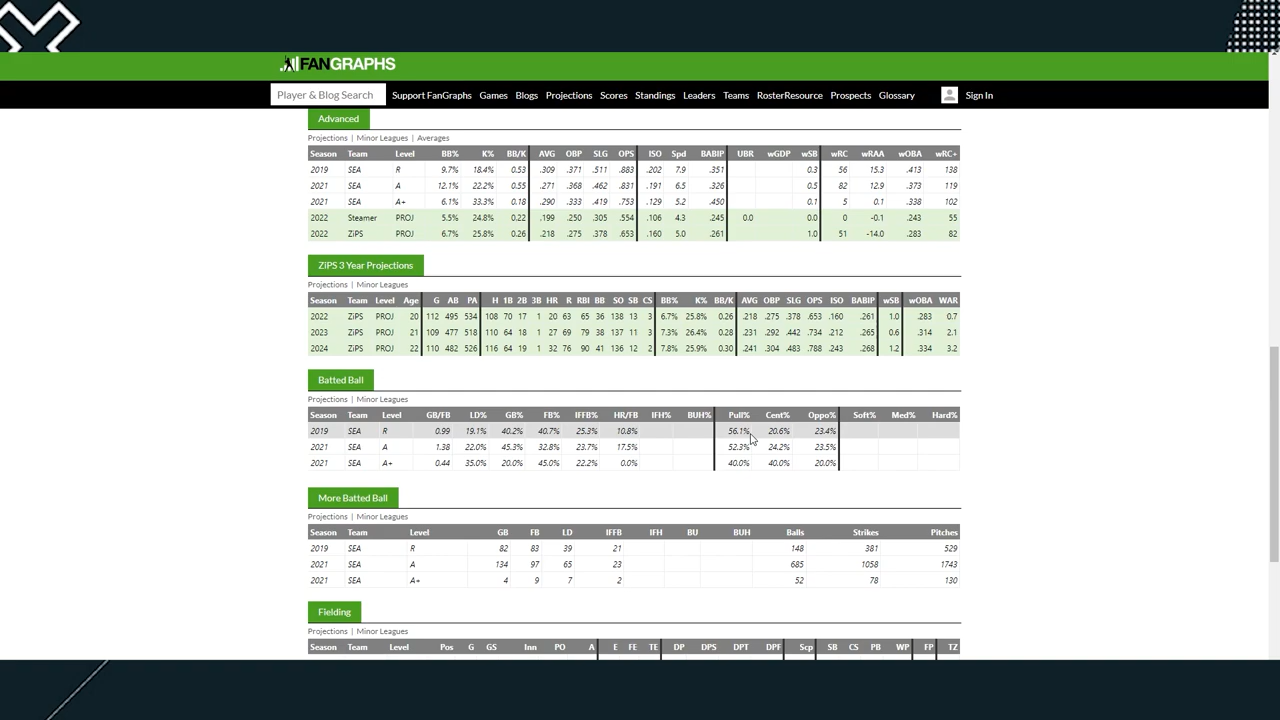 FANGRAPHS
Player & Blog Search Support FanGraphs Games Blogs Projections Scores Standings Leaders Teams RosterResource Prospects Glossary Sign In
Advanced
Projections | Minor Leagues | Averages
Season Team Level BB% K% BB/K AVG OBP SLG OPS ISO Spd BABIP UBR wGDP wSB wRC wRAA wOBA wRC+
2019 SEA R 9.7% 18.4% 0.53 .309 .371 .511 .883 .202 7.9 .351 0.3 56 15.3 .413 138
2021 SEA A 12.1% 22.2% 0.55 .271 .368 .462 .831 .191 6.5 .326 0.5 82 12.9 .373 119
2021 SEA A+ 6.1% 33.3% 0.18 .290 .333 .419 .753 .129 5.2 .450 0.1 5 0.1 .338 102
2022 Steamer PROJ 5.5% 24.8% 0.22 .199 .250 .305 .554 .106 4.3 .245 0.0 0.0 0 -0.1 .243 55
2022 ZiPS PROJ 6.7% 25.8% 0.26 .218 .275 .378 .653 .160 5.0 .261 1.0 51 -14.0 .283 82
ZiPS 3 Year Projections
Projections | Minor Leagues
Season Team Level Age G AB PA H 1B 2B 3B HR R RBI BB SO SB CS BB% K% BB/K AVG OBP SLG OPS ISO BABIP wSB wOBA WAR
2022 ZiPS PROJ 20 112 495 534 108 70 17 1 20 63 65 36 138 13 3 6.7% 25.8% 0.26 .218 .275 .378 .653 .160 .261 1.0 .283 0.7
2023 ZiPS PROJ 21 109 477 518 110 64 18 1 27 69 79 38 137 11 3 7.3% 26.4% 0.28 .231 .292 .442 .734 .212 .265 0.6 .314 2.1
2024 ZiPS PROJ 22 110 482 526 116 64 19 1 32 76 90 41 136 12 2 7.8% 25.9% 0.30 .241 .304 .483 .788 .243 .268 1.2 .334 3.2
Batted Ball
Projections | Minor Leagues
Season Team Level GB/FB LD% GB% FB% IFFB% HR/FB IFH% BUH% Pull% Cent% Oppo% Soft% Med% Hard%
2019 SEA R 0.99 19.1% 40.2% 40.7% 25.3% 10.8% 56.1% 20.6% 23.4%
2021 SEA A 1.38 22.0% 45.3% 32.8% 23.7% 17.5% 52.3% 24.2% 23.5%
2021 SEA A+ 0.44 35.0% 20.0% 45.0% 22.2% 0.0% 40.0% 40.0% 20.0%
More Batted Ball
Projections | Minor Leagues
Season Team Level GB FB LD IFFB IFH BU BUH Balls Strikes Pitches
2019 SEA R 82 83 39 21 148 381 529
2021 SEA A 134 97 65 23 685 1058 1743
2021 SEA A+ 4 9 7 2 52 78 130
Fielding
Projections | Minor Leagues
Season Team Level Pos G GS Inn PO A E FE TE DP DPS DPT DPF Scp SB CS PB WP FP TZ